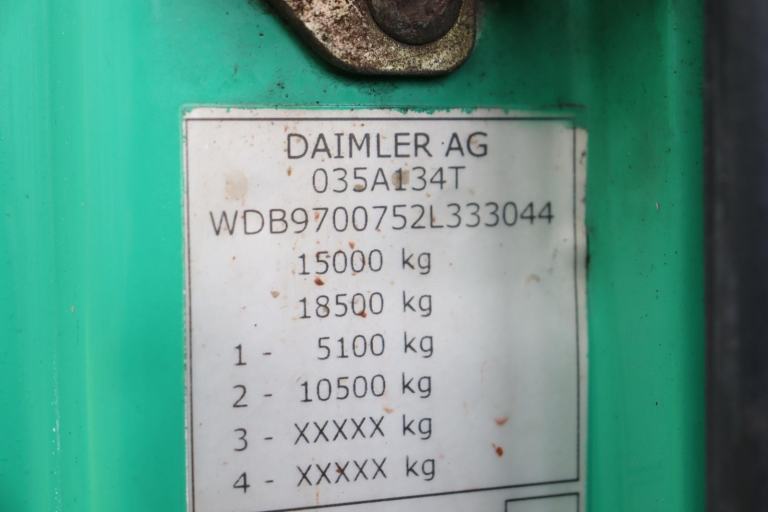 DAIMLER AG
035A134T
WDB9700752L333044
15000 kg
18500 kg
1 - 5100 kg
2 - 10500 kg
3 - XXXXX kg
4 - XXXXX kg